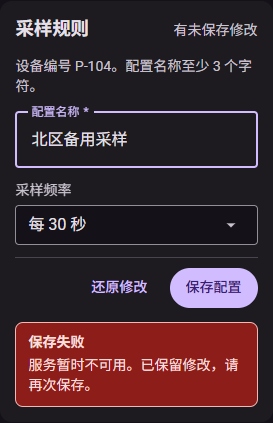 采样规则
有未保存修改
设备编号 P-104。配置名称至少 3 个字
符。
配置名称 *
北区备用采样
采样频率
每 30 秒
还原修改
保存配置
保存失败
服务暂时不可用。已保留修改，请
再次保存。